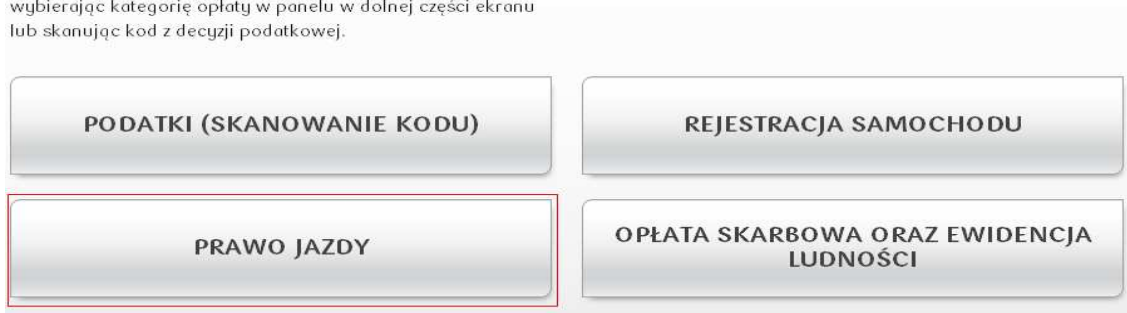 wybierając kategorię opłaty w panelu w dolnej części ekranu
lub skanując kod z decyzji podatkowej.
PODATKI (SKANOWANIE KODU)
REJESTRACJA SAMOCHODU
PRAWO JAZDY
OPŁATA SKARBOWA ORAZ EWIDENCJA
LUDNOŚCI